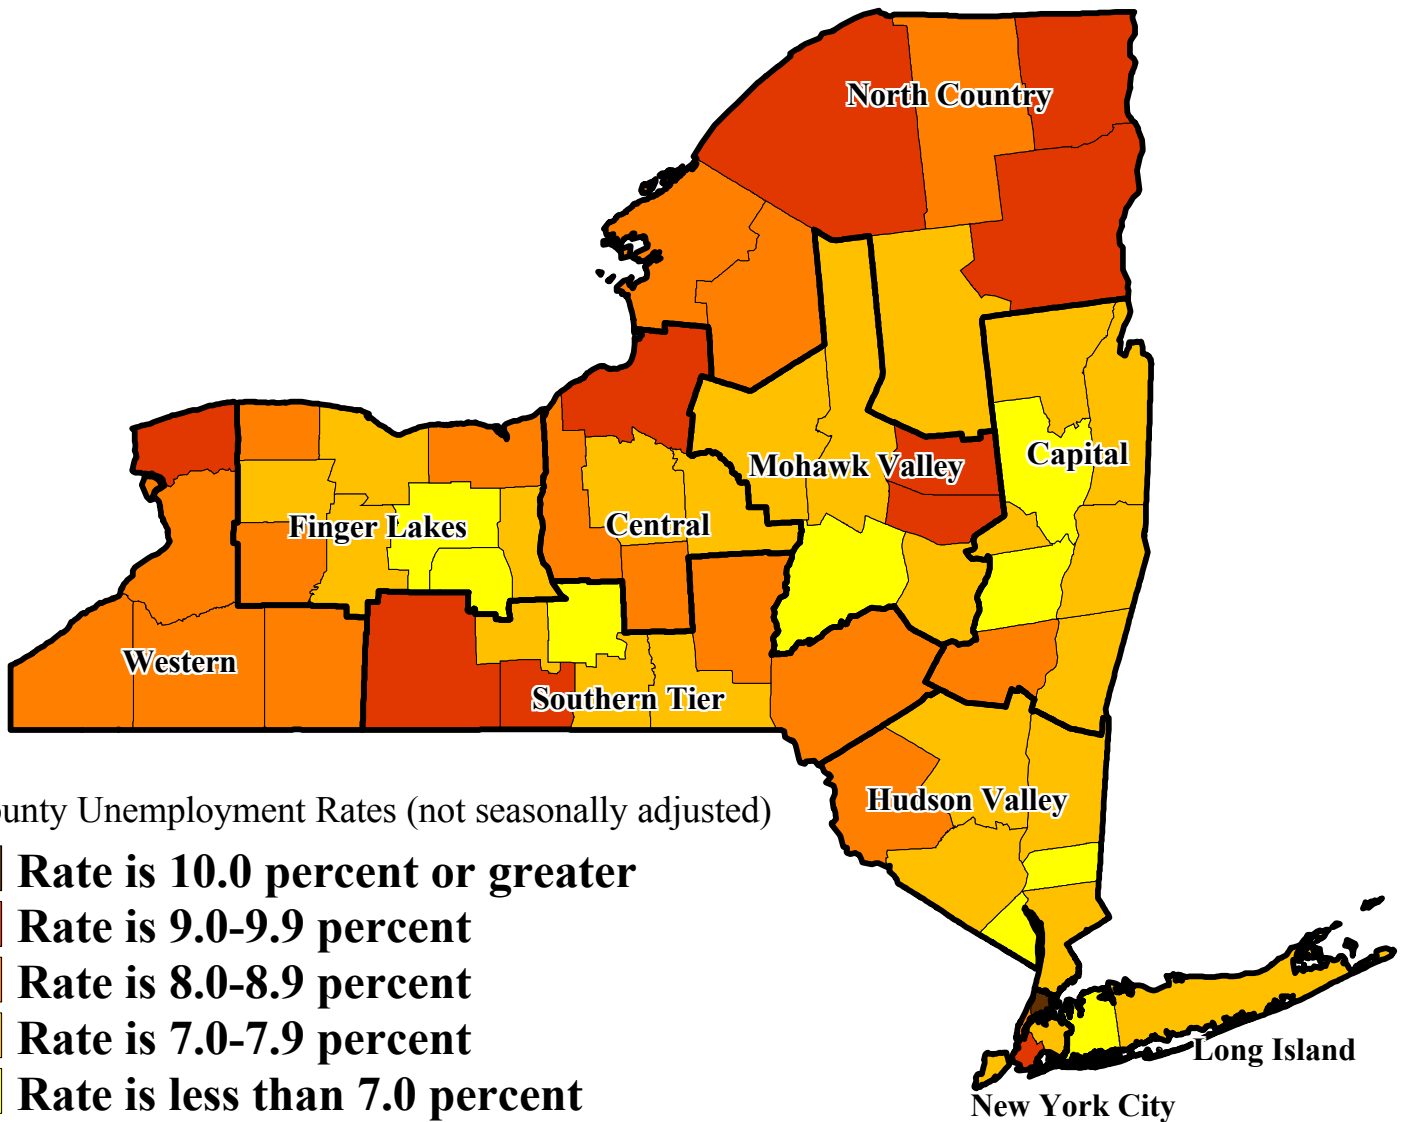 North Country
Mohawk Valley
Capital
Finger Lakes
Central
Western
Southern Tier
Hudson Valley
ounty Unemployment Rates (not seasonally adjusted)
Rate is 10.0 percent or greater
Rate is 9.0-9.9 percent
Rate is 8.0-8.9 percent
Rate is 7.0-7.9 percent
Long Island
Rate is less than 7.0 percent
New York City